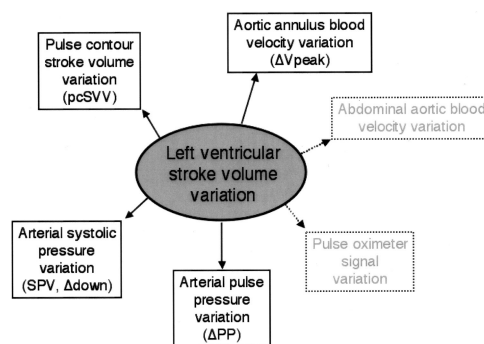 Pulse contour
stroke volume
variation
(pcSVV)
Aortic annulus blood
velocity variation
(ΔVpeak)
Abdominal aortic blood
velocity variation
Left ventricular
stroke volume
variation
Arterial systolic
pressure
variation
(SPV, Δdown)
Arterial pulse
pressure
variation
(ΔPP)
Pulse oximeter
signal
variation